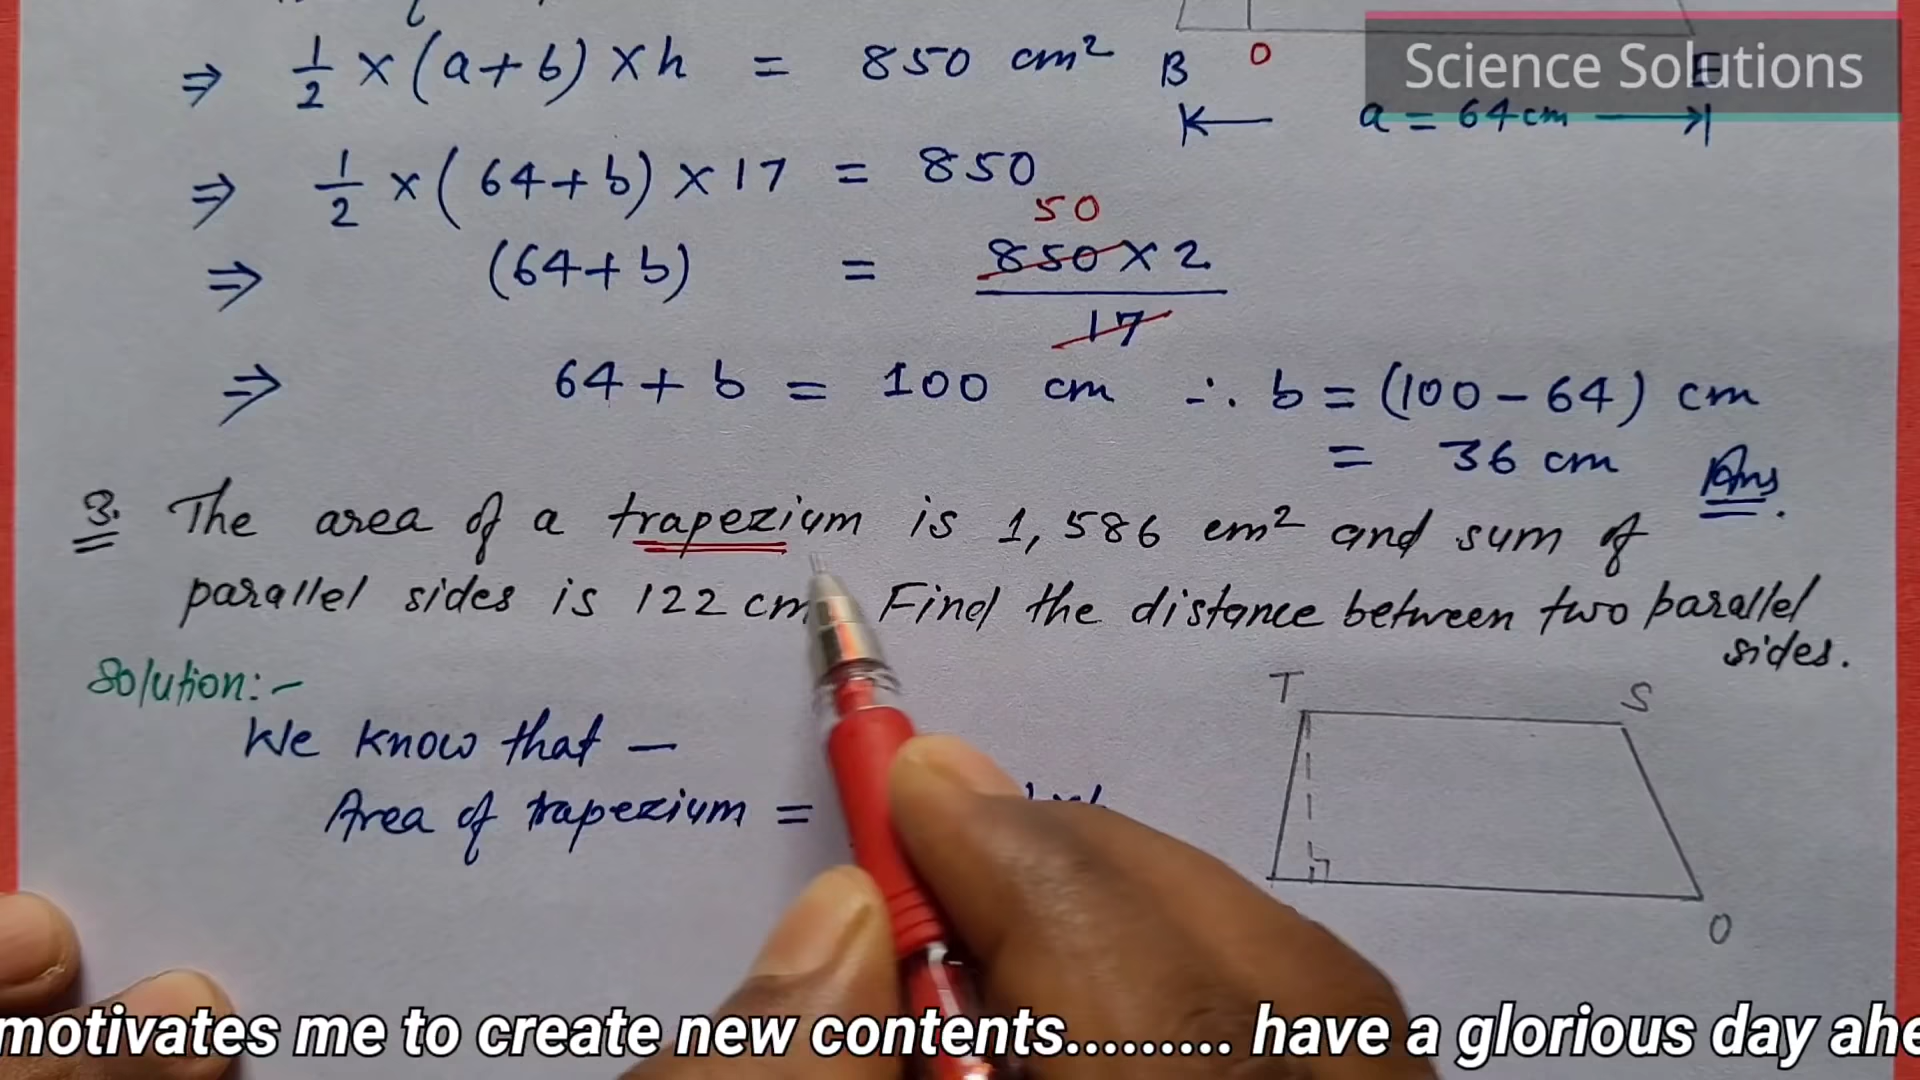 ⇒ 1/2 × (a + b) × h = 850 cm²
B O
Science Solutions
a = 64 cm
⇒ 1/2 × (64 + b) × 17 = 850
50
⇒ (64 + b) = 850 × 2 / 17
⇒ 64 + b = 100 cm ∴ b = (100 - 64) cm
= 36 cm Ans.
3. The area of a trapezium is 1,586 cm² and sum of
parallel sides is 122 cm Find the distance between two parallel
sides.
Solution:-
T S
We know that —
Area of trapezium =
O
motivates me to create new contents......... have a glorious day ahe